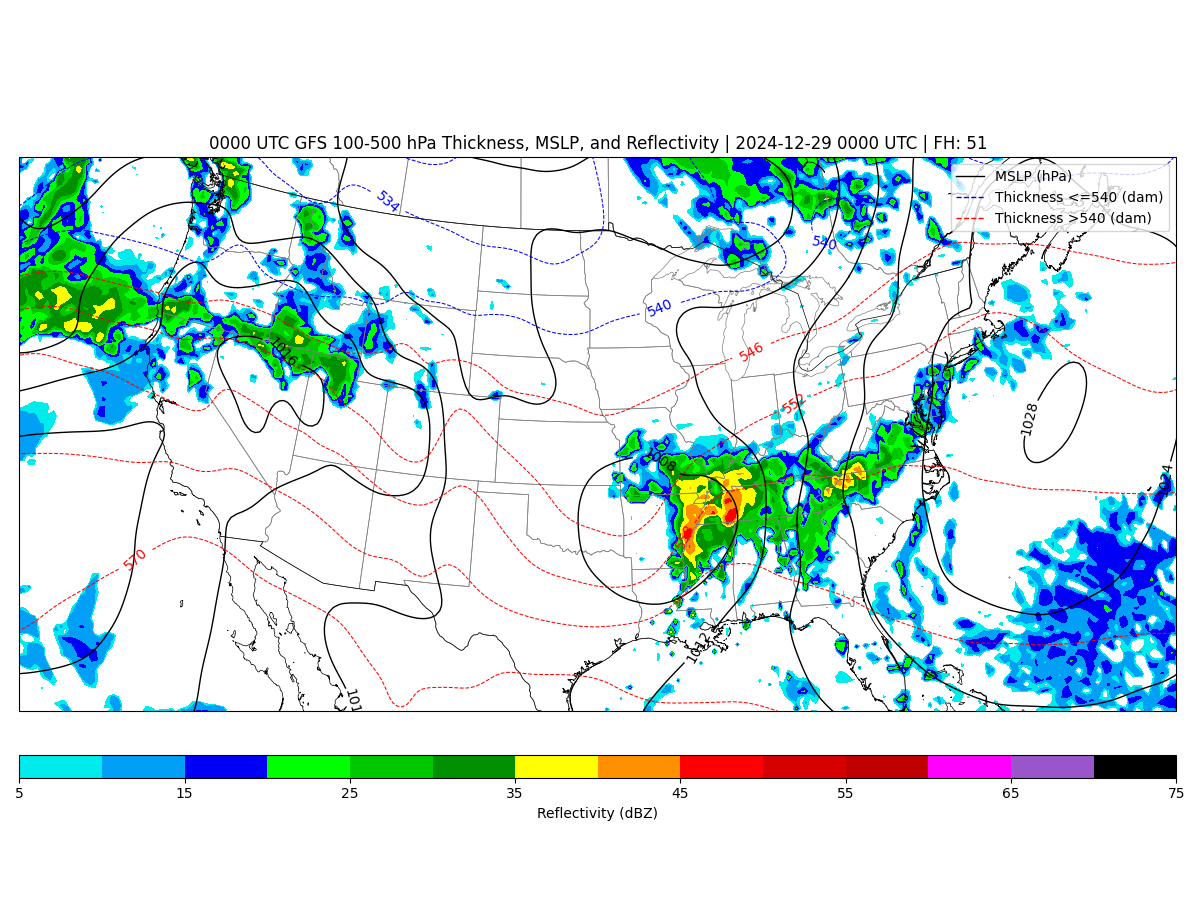 0000 UTC GFS 100-500 hPa Thickness, MSLP, and Reflectivity | 2024-12-29 0000 UTC | FH: 51
MSLP (hPa)
Thickness <=540 (dam)
Thickness >540 (dam)
534
540
540
546
1016
552
1028
1008
1024
570
1012
101
5 15 25 35 45 55 65 75
Reflectivity (dBZ)